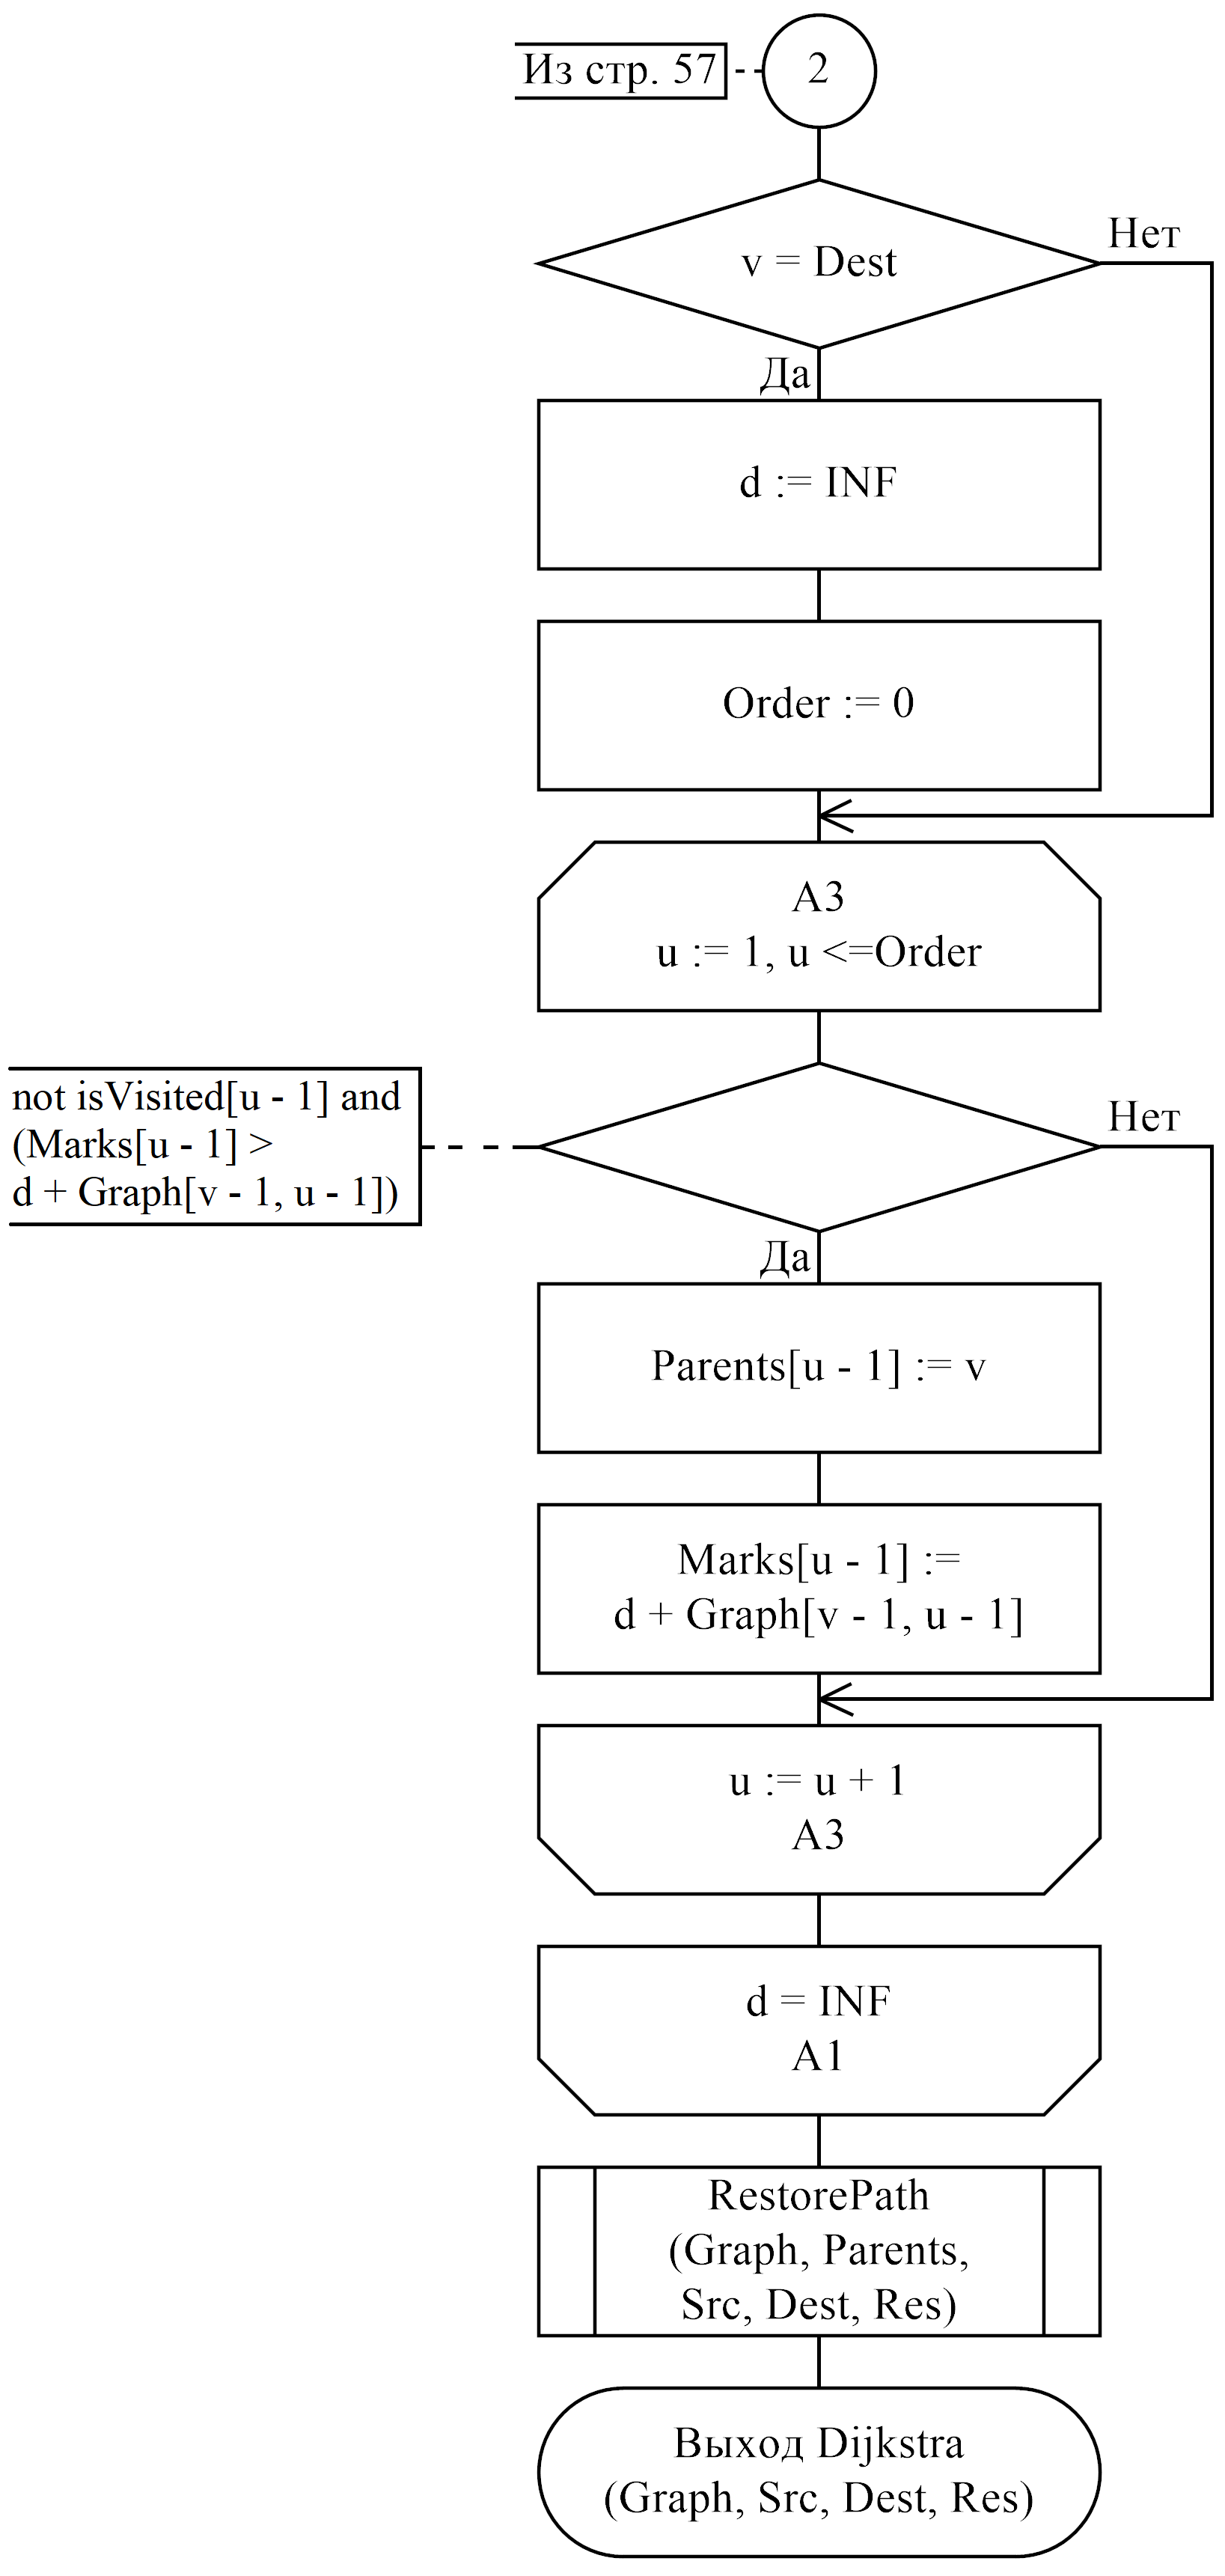 Из стр. 57
2
v = Dest
Нет
Да
d := INF
Order := 0
A3
u := 1, u <=Order
not isVisited[u - 1] and
(Marks[u - 1] >
d + Graph[v - 1, u - 1])
Нет
Да
Parents[u - 1] := v
Marks[u - 1] :=
d + Graph[v - 1, u - 1]
u := u + 1
A3
d = INF
A1
RestorePath
(Graph, Parents,
Src, Dest, Res)
Выход Dijkstra
(Graph, Src, Dest, Res)